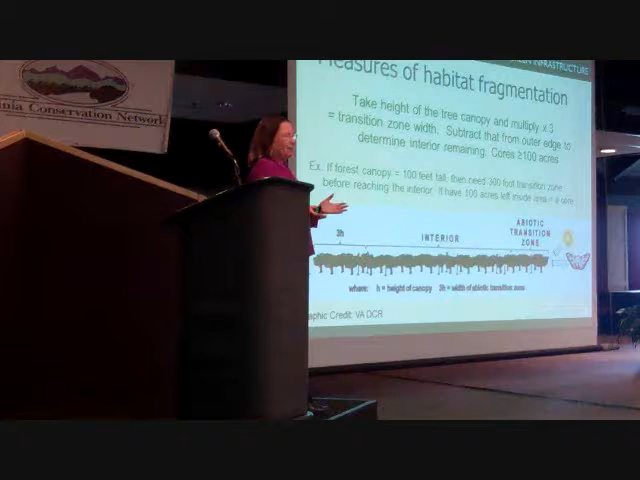 inia Conservation Network
INFRASTRUCTURE
Measures of habitat fragmentation
Take height of the tree canopy and multiply x 3
= transition zone width. Subtract that from outer edge to
determine interior remaining. Cores ≥100 acres
Ex. If forest canopy = 100 feet tall, then need 300 foot transition zone
before reaching the interior. If have 100 acres left inside area = a core
3h
INTERIOR
ABIOTIC
TRANSITION
ZONE
where: h = height of canopy 3h = width of abiotic transition zone
aphic Credit: VA DCR